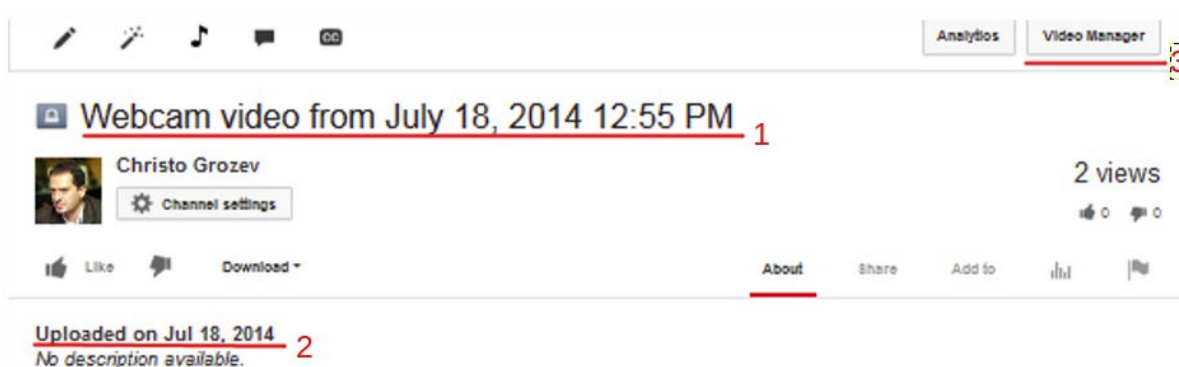 CC
Analytics Video Manager
3
Webcam video from July 18, 2014 12:55 PM
1
Christo Grozev
Channel settings
2 views
0 0
Like Download
About Share Add to
Uploaded on Jul 18, 2014
2
No description available.